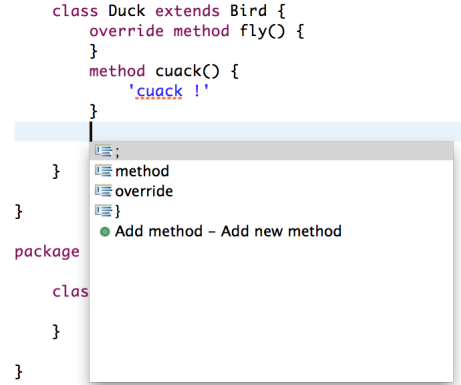 class Duck extends Bird {
override method fly() {
}
method cuack() {
'cuack !'
}
;
method
override
}
Add method – Add new method
}
}
package
clas
}
}